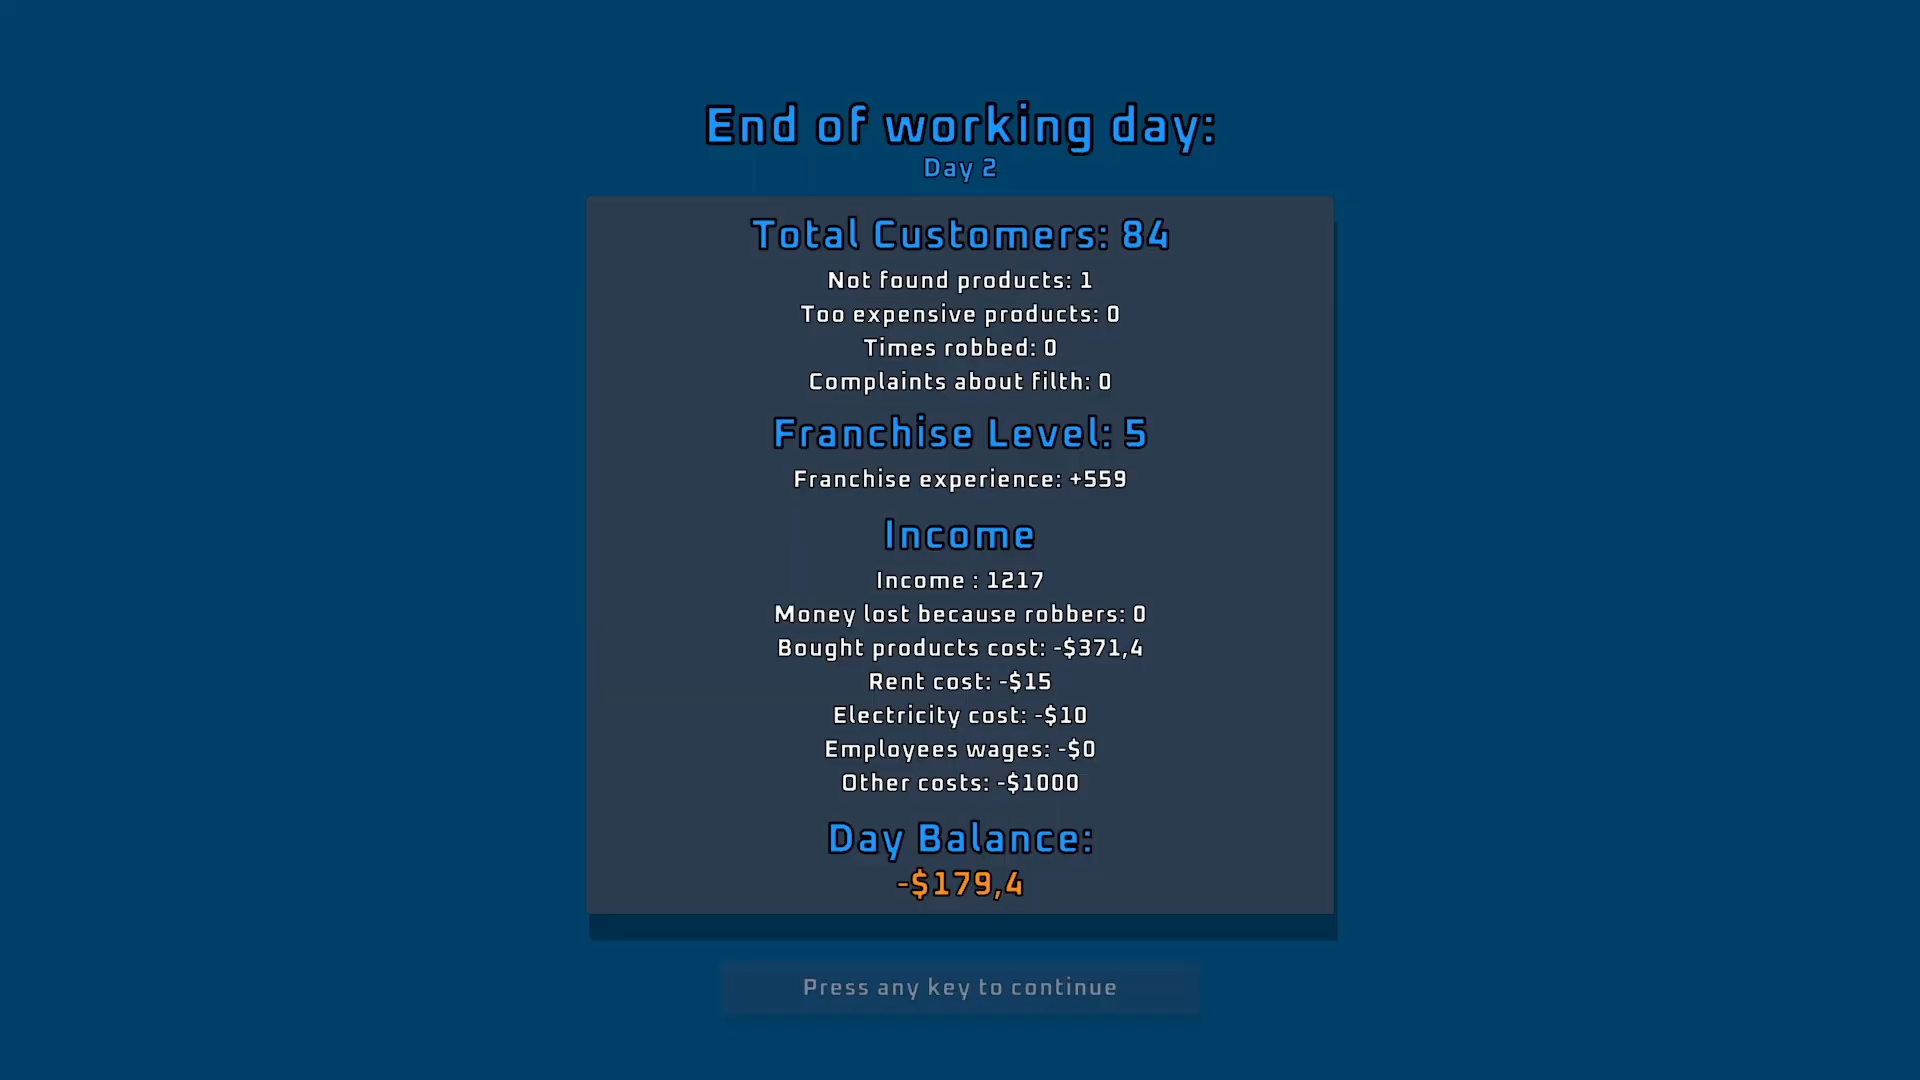 End of working day:
Day 2
Total Customers: 84
Not found products: 1
Too expensive products: 0
Times robbed: 0
Complaints about filth: 0
Franchise Level: 5
Franchise experience: +559
Income
Income : 1217
Money lost because robbers: 0
Bought products cost: -$371,4
Rent cost: -$15
Electricity cost: -$10
Employees wages: -$0
Other costs: -$1000
Day Balance:
-$179,4
Press any key to continue